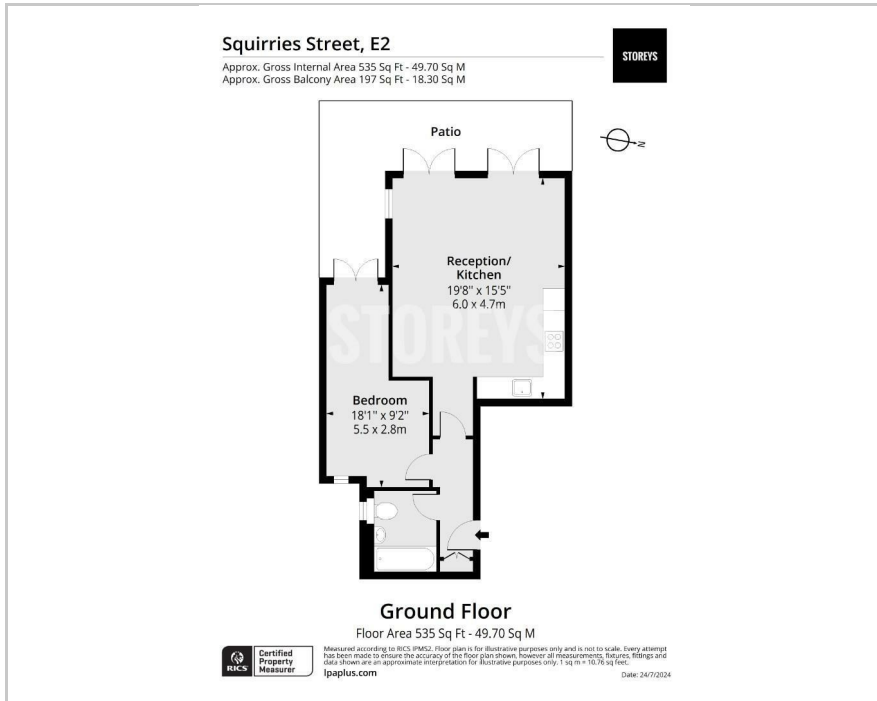 Squirries Street, E2
Approx. Gross Internal Area 535 Sq Ft - 49.70 Sq M
Approx. Gross Balcony Area 197 Sq Ft - 18.30 Sq M
STOREYS
Patio
N
Reception/
Kitchen
19'8" x 15'5"
6.0 x 4.7m
STOREYS
Bedroom
18'1" x 9'2"
5.5 x 2.8m
Ground Floor
Floor Area 535 Sq Ft - 49.70 Sq M
RICS
Certified
Property
Measurer
Measured according to RICS IPMS2. Floor plan is for illustrative purposes only and is not to scale. Every attempt
has been made to ensure the accuracy of the floor plan shown, however all measurements, fixtures, fittings and
data shown are an approximate interpretation for illustrative purposes only. 1 sq m = 10.76 sq feet.
lpaplus.com
Date: 24/7/2024